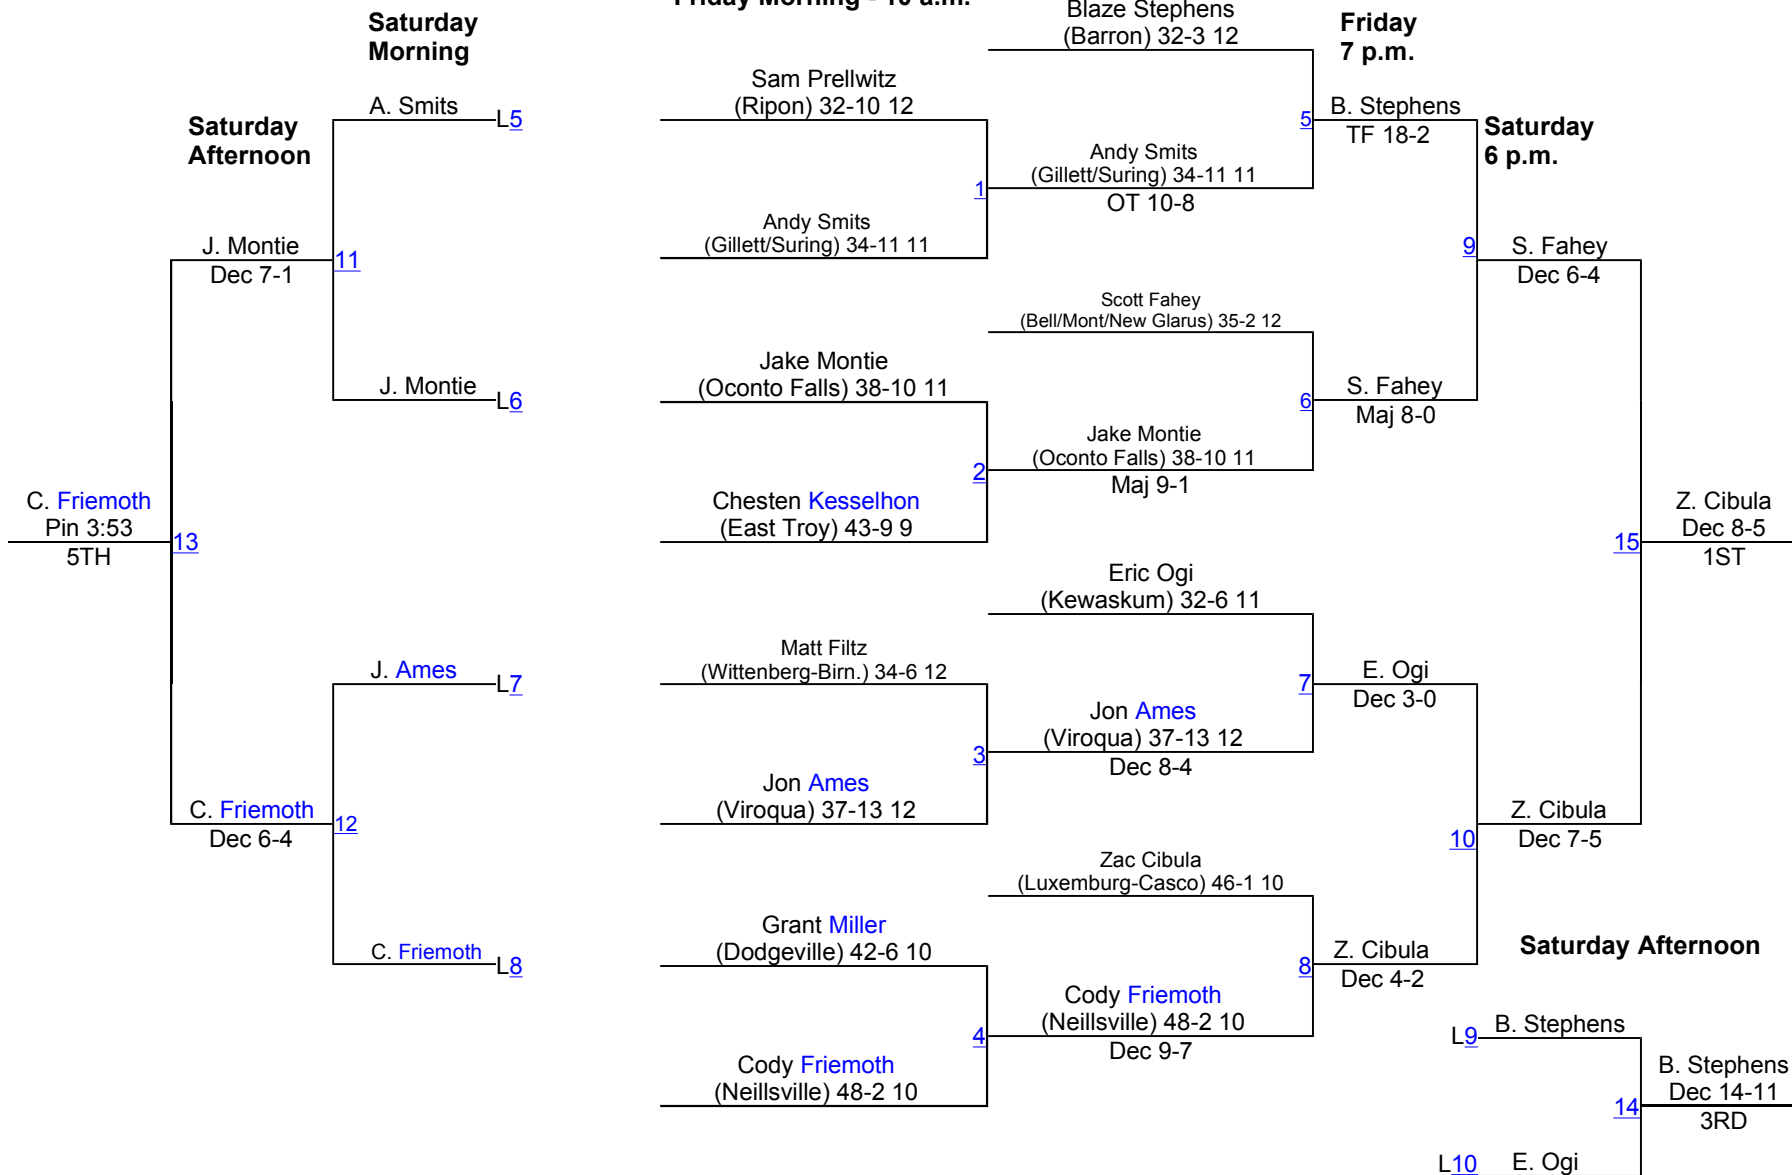 Friday Morning - 10 a.m.
Saturday
Morning
A. Smits
L5
Saturday
Afternoon
J. Montie
Dec 7-1
11
J. Montie
L6
C. Friemoth
Pin 3:53
5TH
13
J. Ames
L7
C. Friemoth
Dec 6-4
12
C. Friemoth
L8
Sam Prellwitz
(Ripon) 32-10 12
1
Andy Smits
(Gillett/Suring) 34-11 11
Jake Montie
(Oconto Falls) 38-10 11
2
Chesten Kesselhon
(East Troy) 43-9 9
Matt Filtz
(Wittenberg-Birn.) 34-6 12
3
Jon Ames
(Viroqua) 37-13 12
Grant Miller
(Dodgeville) 42-6 10
4
Cody Friemoth
(Neillsville) 48-2 10
Blaze Stephens
(Barron) 32-3 12
5
Andy Smits
(Gillett/Suring) 34-11 11
OT 10-8
Scott Fahey
(Bell/Mont/New Glarus) 35-2 12
6
Jake Montie
(Oconto Falls) 38-10 11
Maj 9-1
Eric Ogi
(Kewaskum) 32-6 11
7
Jon Ames
(Viroqua) 37-13 12
Dec 8-4
Zac Cibula
(Luxemburg-Casco) 46-1 10
8
Cody Friemoth
(Neillsville) 48-2 10
Dec 9-7
Friday
7 p.m.
B. Stephens
TF 18-2
9
S. Fahey
Maj 8-0
E. Ogi
Dec 3-0
10
Z. Cibula
Dec 4-2
Saturday
6 p.m.
S. Fahey
Dec 6-4
15
Z. Cibula
Dec 7-5
Z. Cibula
Dec 8-5
1ST
Saturday Afternoon
L9
B. Stephens
14
B. Stephens
Dec 14-11
3RD
L10
E. Ogi